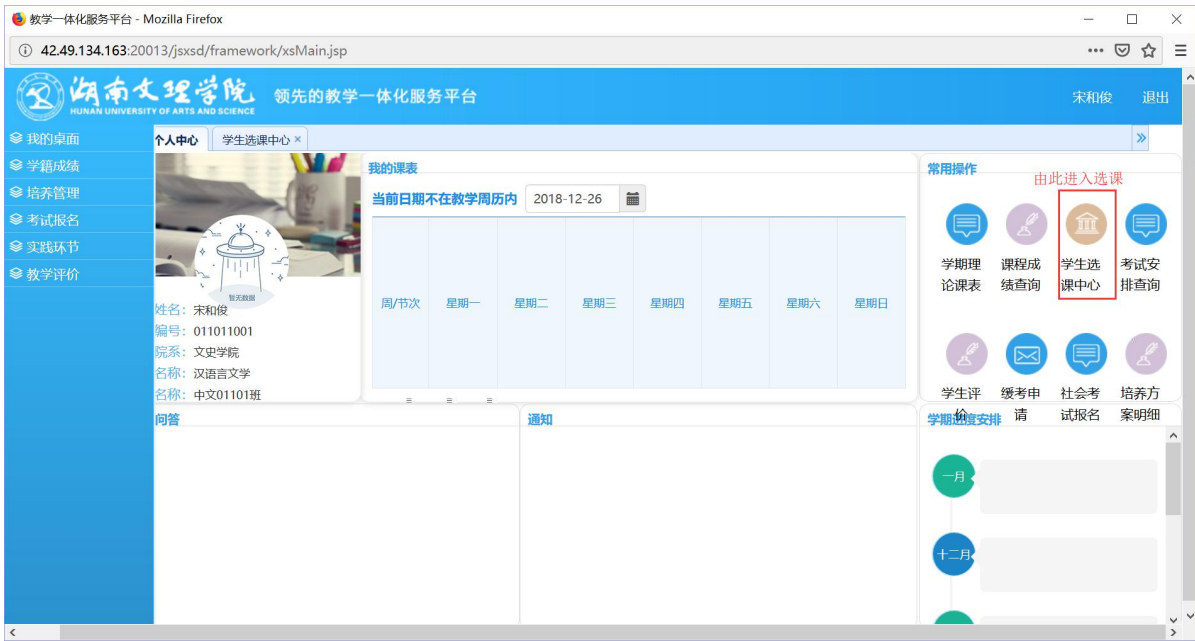 教学一体化服务平台 - Mozilla Firefox
42.49.134.163:20013/jsxsd/framework/xsMain.jsp
湖南文理学院
HUNAN UNIVERSITY OF ARTS AND SCIENCE
领先的教学一体化服务平台
宋和俊 退出
我的桌面
学籍成绩
培养管理
考试报名
实践环节
教学评价
个人中心 学生选课中心 ×
暂无数据
姓名：宋和俊
编号：011011001
院系：文史学院
名称：汉语言文学
名称：中文01101班
我的课表
当前日期不在教学周历内 2018-12-26
周/节次 星期一 星期二 星期三 星期四 星期五 星期六 星期日
常用操作
由此进入选课
学期理论课表
课程成绩查询
学生选课中心
考试安排查询
学生评价
缓考申请
社会考试报名
培养方案明细
问答
通知
学期进度安排
一月
十二月